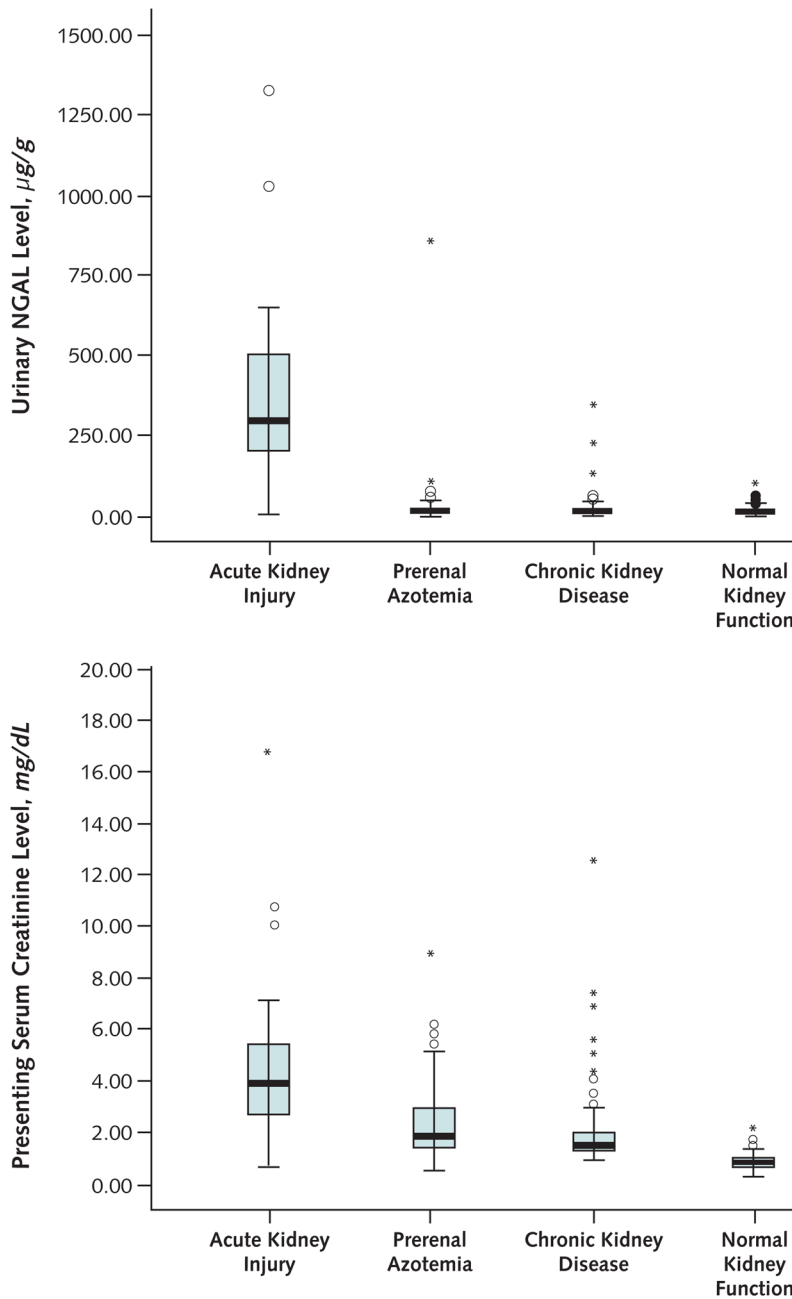 Urinary NGAL Level, µg/g
1500.00
1250.00
1000.00
750.00
500.00
250.00
0.00
Acute Kidney
Injury
Prerenal
Azotemia
Chronic Kidney
Disease
Normal
Kidney
Function
Presenting Serum Creatinine Level, mg/dL
20.00
18.00
16.00
14.00
12.00
10.00
8.00
6.00
4.00
2.00
0.00
Acute Kidney
Injury
Prerenal
Azotemia
Chronic Kidney
Disease
Normal
Kidney
Function